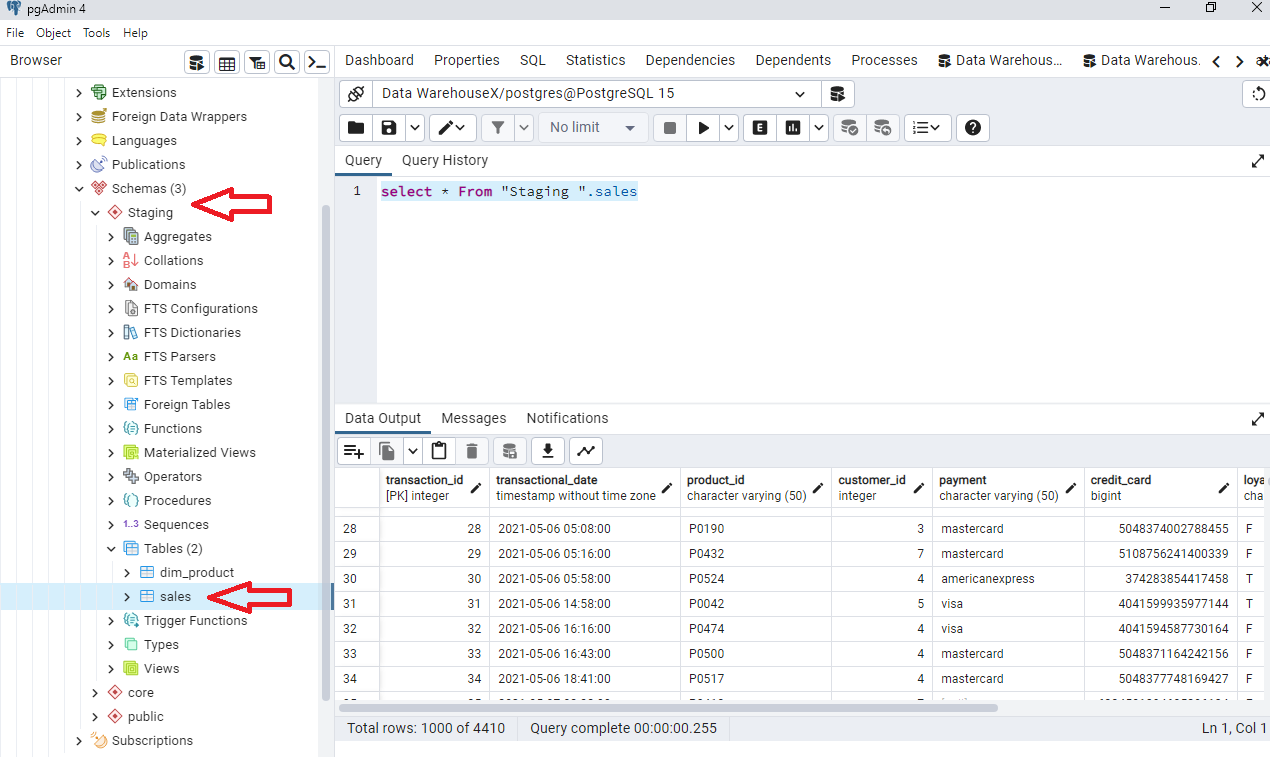 pgAdmin 4
File Object Tools Help
Browser
Dashboard Properties SQL Statistics Dependencies Dependents Processes Data Warehous... Data Warehous.
Extensions
Foreign Data Wrappers
Languages
Publications
Schemas (3)
Staging
Aggregates
Collations
Domains
FTS Configurations
FTS Dictionaries
Aa FTS Parsers
FTS Templates
Foreign Tables
Functions
Materialized Views
Operators
Procedures
1..3 Sequences
Tables (2)
dim_product
sales
Trigger Functions
Types
Views
core
public
Subscriptions
Data WarehouseX/postgres@PostgreSQL 15
No limit
E
Query Query History
1 select * From "Staging ".sales
Data Output Messages Notifications
transaction_id transactional_date product_id customer_id payment credit_card loya
[PK] integer timestamp without time zone character varying (50) integer character varying (50) bigint cha
28 28 2021-05-06 05:08:00 P0190 3 mastercard 5048374002788455 F
29 29 2021-05-06 05:16:00 P0432 7 mastercard 5108756241400339 F
30 30 2021-05-06 05:58:00 P0524 4 americanexpress 374283854417458 T
31 31 2021-05-06 14:58:00 P0042 5 visa 4041599935977144 T
32 32 2021-05-06 16:16:00 P0474 4 visa 4041594587730164 F
33 33 2021-05-06 16:43:00 P0500 4 mastercard 5048371164242156 F
34 34 2021-05-06 18:41:00 P0517 4 mastercard 5048377748169427 F
Total rows: 1000 of 4410 Query complete 00:00:00.255 Ln 1, Col 1